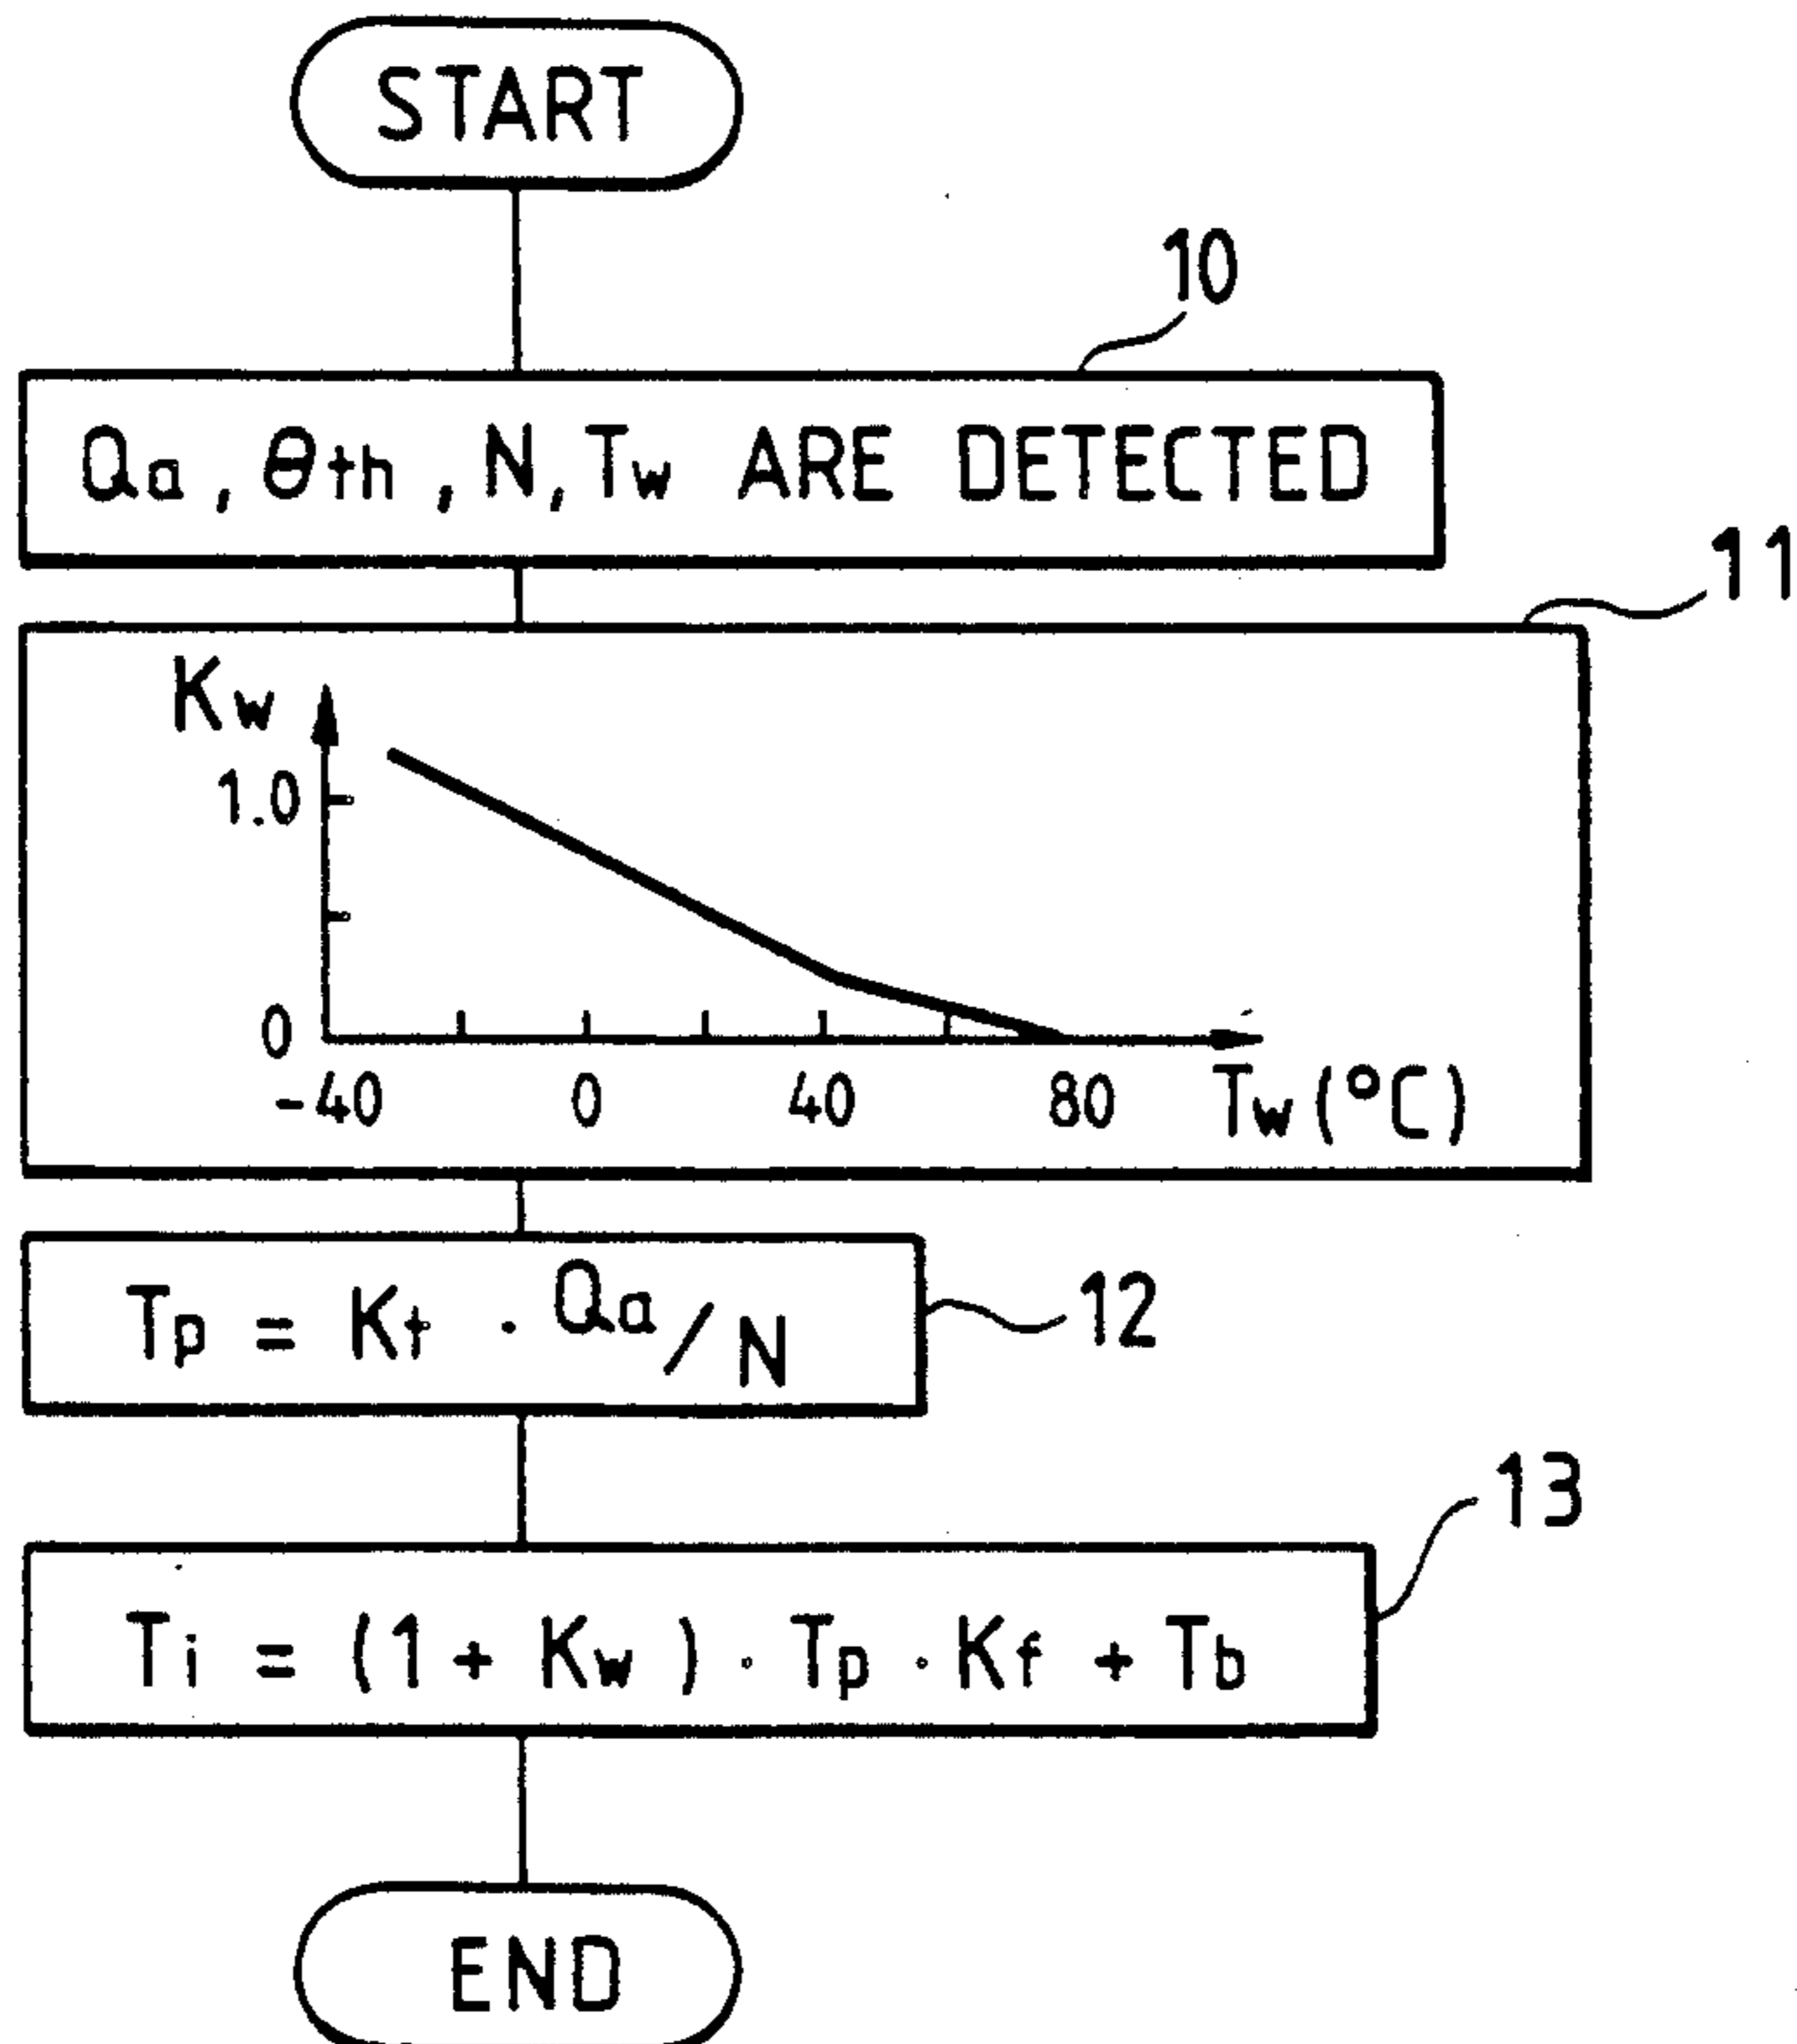 START
10
Qa, θth, N, Tw ARE DETECTED
11
Kw
1.0
0
-40 0 40 80 Tw (°C)
Tp = Kt · Qa/N
12
13
Ti = (1 + Kw) · Tp · Kf + Tb
END